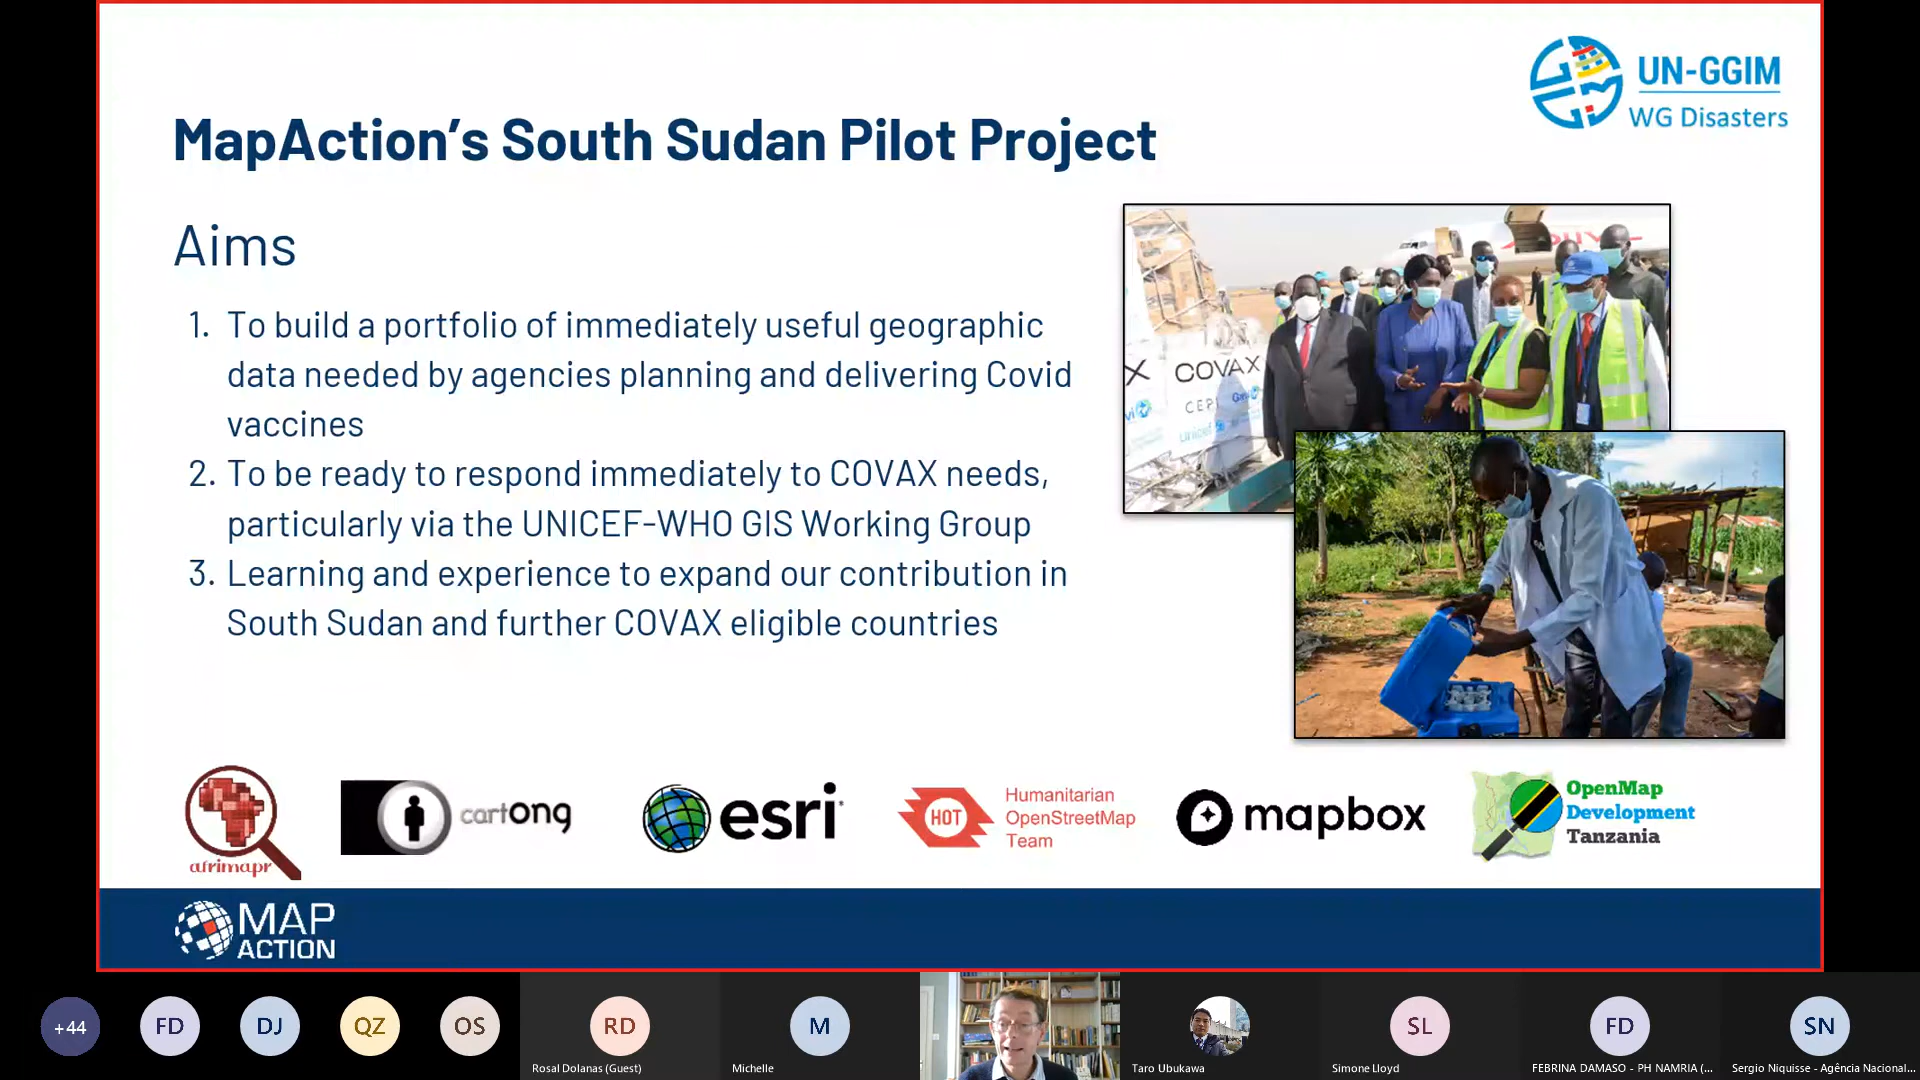 UN-GGIM
WG Disasters
MapAction's South Sudan Pilot Project
Aims
1. To build a portfolio of immediately useful geographic
data needed by agencies planning and delivering Covid
vaccines
2. To be ready to respond immediately to COVAX needs,
particularly via the UNICEF-WHO GIS Working Group
3. Learning and experience to expand our contribution in
South Sudan and further COVAX eligible countries
X COVAX
CEPI
unicef
afrimapr
cartong
esri
HOT
Humanitarian
OpenStreetMap
Team
mapbox
OpenMap
Development
Tanzania
MAP
ACTION
+44
FD
DJ
QZ
OS
RD
M
SL
FD
SN
Rosal Dolanas (Guest)
Michelle
Taro Ubukawa
Simone Lloyd
FEBRINA DAMASO - PH NAMRIA (...
Sergio Niquisse - Agência Nacional...